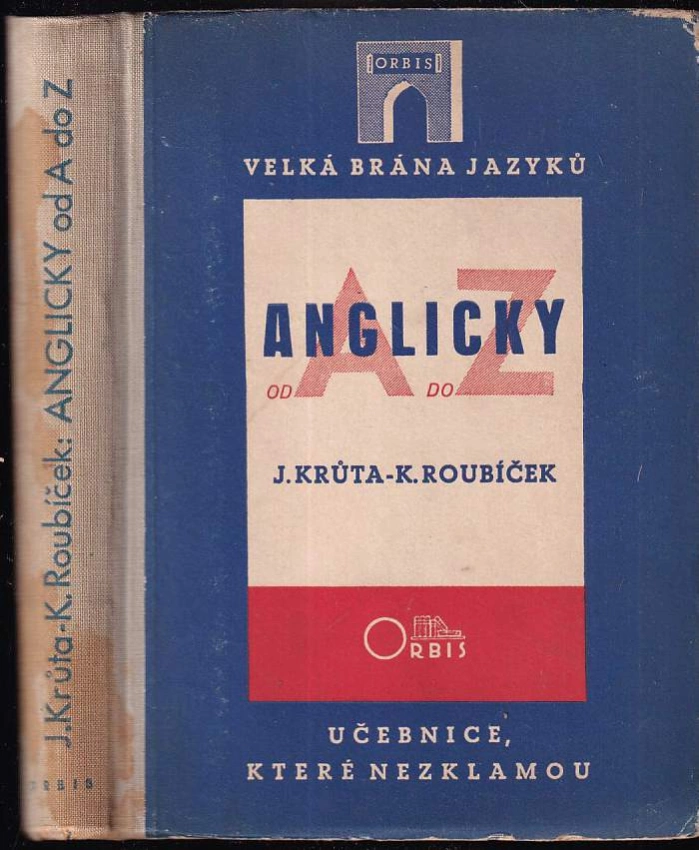 J. Krůta-K. Roubíček: ANGLICKY od A do Z
ORBIS
ORBIS
VELKÁ BRÁNA JAZYKŮ
ANGLICKY
OD A DO Z
J. KRŮTA-K. ROUBÍČEK
ORBIS
UČEBNICE,
KTERÉ NEZKLAMOU